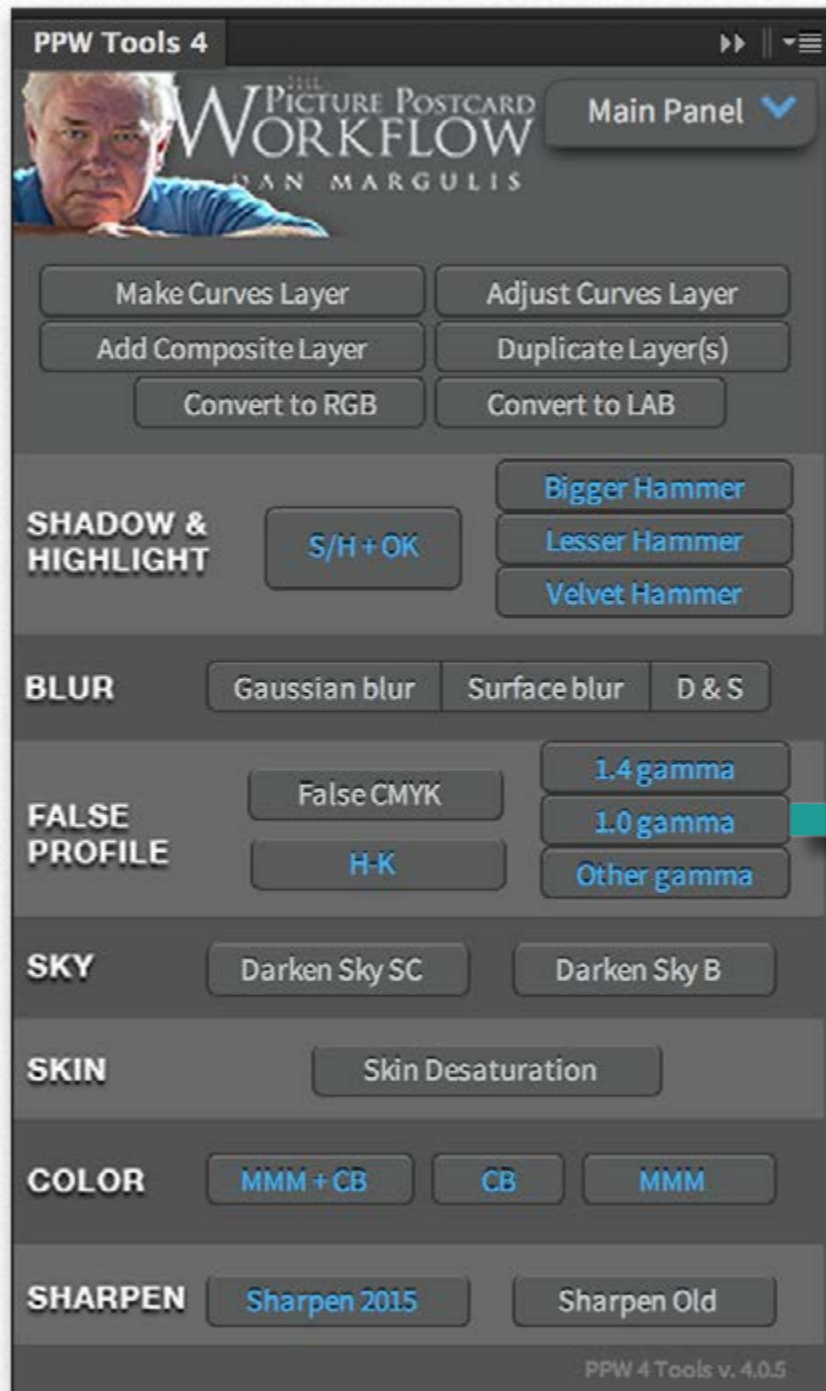 PPW Tools 4
THE
PICTURE POSTCARD
WORKFLOW
DAN MARGULIS
Main Panel
Make Curves Layer
Adjust Curves Layer
Add Composite Layer
Duplicate Layer(s)
Convert to RGB
Convert to LAB
SHADOW &
HIGHLIGHT
S/H + OK
Bigger Hammer
Lesser Hammer
Velvet Hammer
BLUR
Gaussian blur
Surface blur
D & S
FALSE
PROFILE
False CMYK
H-K
1.4 gamma
1.0 gamma
Other gamma
SKY
Darken Sky SC
Darken Sky B
SKIN
Skin Desaturation
COLOR
MMM + CB
CB
MMM
SHARPEN
Sharpen 2015
Sharpen Old
PPW 4 Tools v. 4.0.5